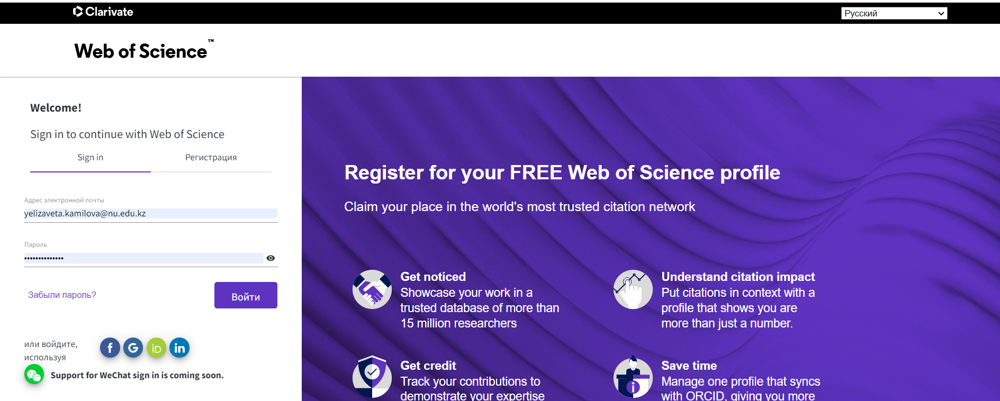 Clarivate
Русский
Web of Science™
Welcome!
Sign in to continue with Web of Science
Sign in
Регистрация
Адрес электронной почты
yelizaveta.kamilova@nu.edu.kz
Пароль
••••••••••••••
Забыли пароль?
Войти
или войдите,
используя
f G iD in
Support for WeChat sign in is coming soon.
Register for your FREE Web of Science profile
Claim your place in the world's most trusted citation network
Get noticed
Showcase your work in a
trusted database of more than
15 million researchers
Understand citation impact
Put citations in context with a
profile that shows you are
more than just a number.
Get credit
Track your contributions to
demonstrate your expertise
Save time
Manage one profile that syncs
with ORCID, giving you more